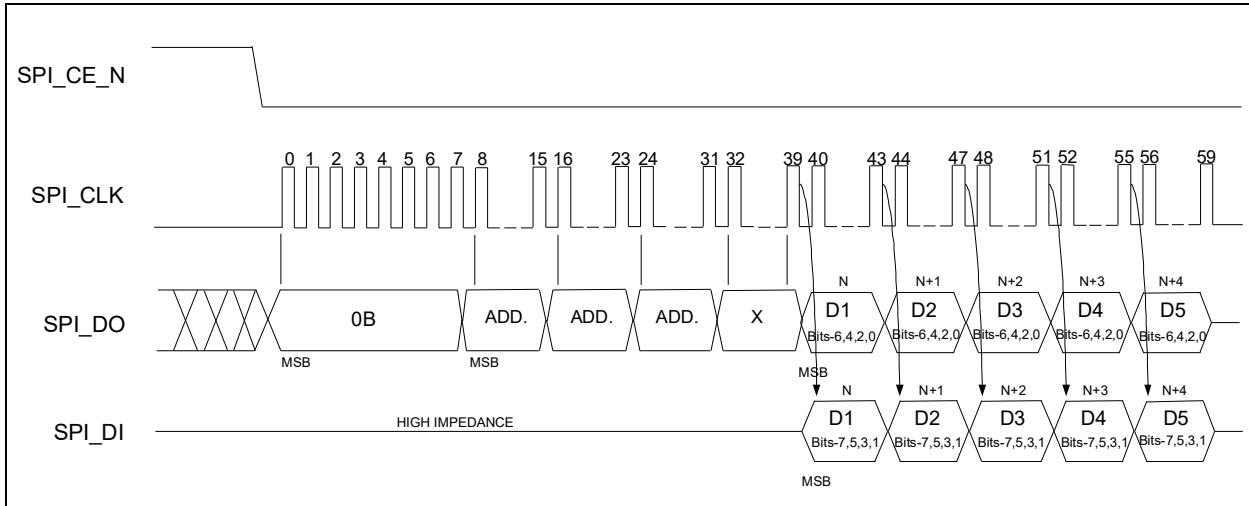 SPI_CE_N
0 1 2 3 4 5 6 7 8 15 16 23 24 31 32 39 40 43 44 47 48 51 52 55 56 59
SPI_CLK
N N+1 N+2 N+3 N+4
SPI_DO 0B ADD. ADD. ADD. X D1 D2 D3 D4 D5
Bits-6,4,2,0 Bits-6,4,2,0 Bits-6,4,2,0 Bits-6,4,2,0 Bits-6,4,2,0
MSB MSB MSB
N N+1 N+2 N+3 N+4
SPI_DI HIGH IMPEDANCE D1 D2 D3 D4 D5
Bits-7,5,3,1 Bits-7,5,3,1 Bits-7,5,3,1 Bits-7,5,3,1 Bits-7,5,3,1
MSB